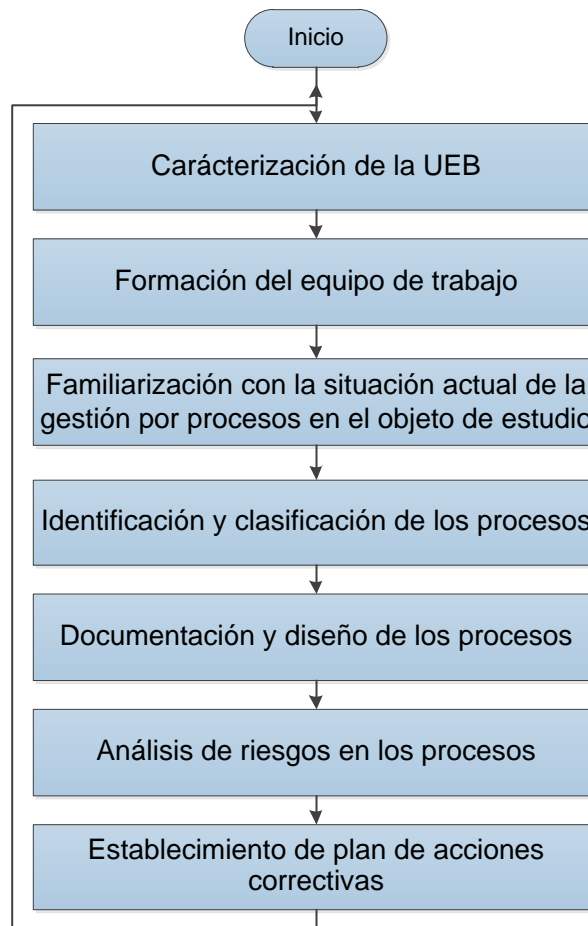 Inicio
Carácterización de la UEB
Formación del equipo de trabajo
Familiarización con la situación actual de la
gestión por procesos en el objeto de estudio
Identificación y clasificación de los procesos
Documentación y diseño de los procesos
Análisis de riesgos en los procesos
Establecimiento de plan de acciones
correctivas